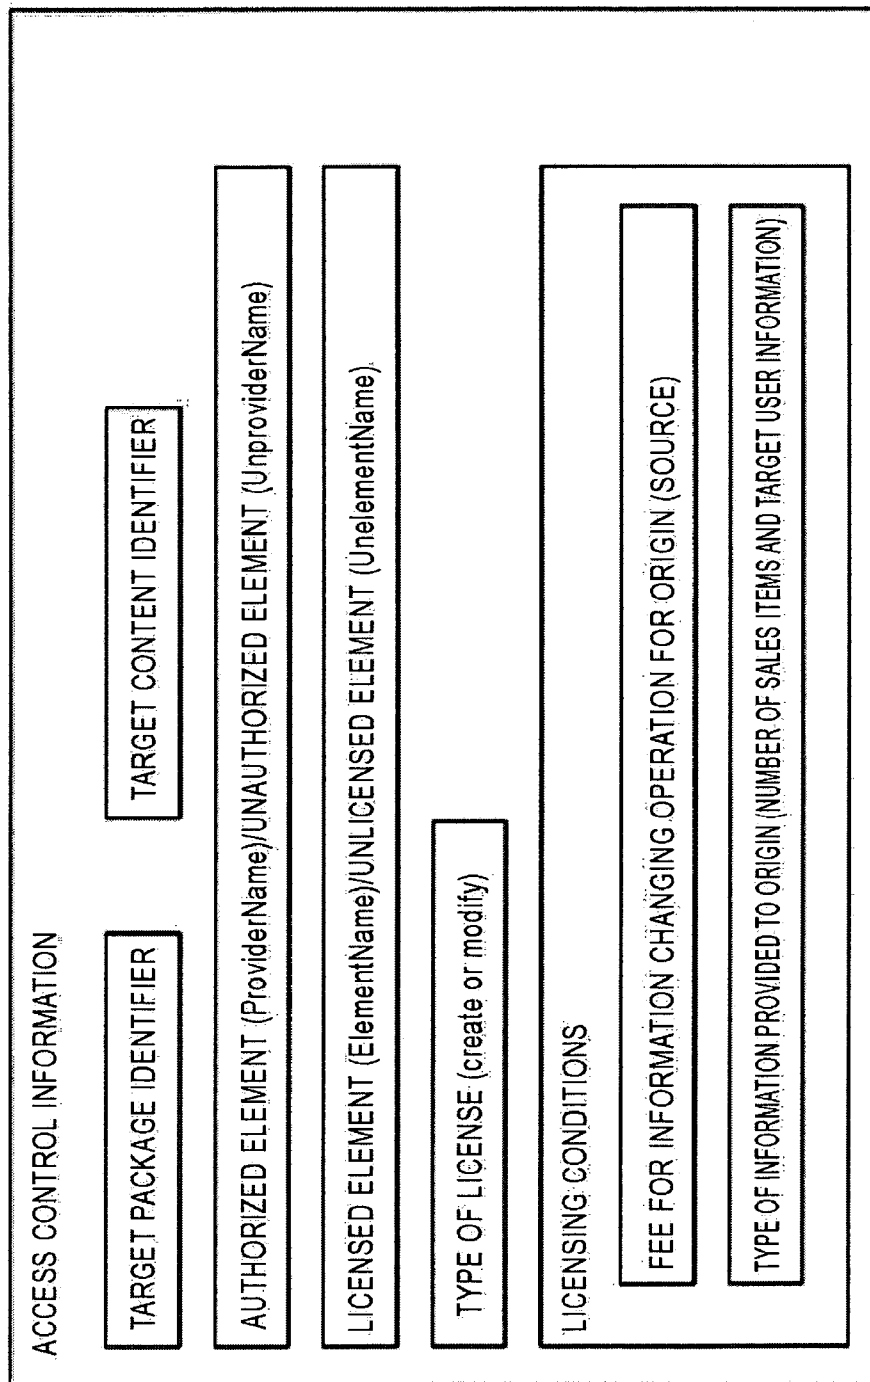 ACCESS CONTROL INFORMATION
TARGET PACKAGE IDENTIFIER
TARGET CONTENT IDENTIFIER
AUTHORIZED ELEMENT (ProviderName)/UNAUTHORIZED ELEMENT (UnproviderName)
LICENSED ELEMENT (ElementName)/UNLICENSED ELEMENT (UnelementName)
TYPE OF LICENSE (create or modify)
LICENSING CONDITIONS
FEE FOR INFORMATION CHANGING OPERATION FOR ORIGIN (SOURCE)
TYPE OF INFORMATION PROVIDED TO ORIGIN (NUMBER OF SALES ITEMS AND TARGET USER INFORMATION)